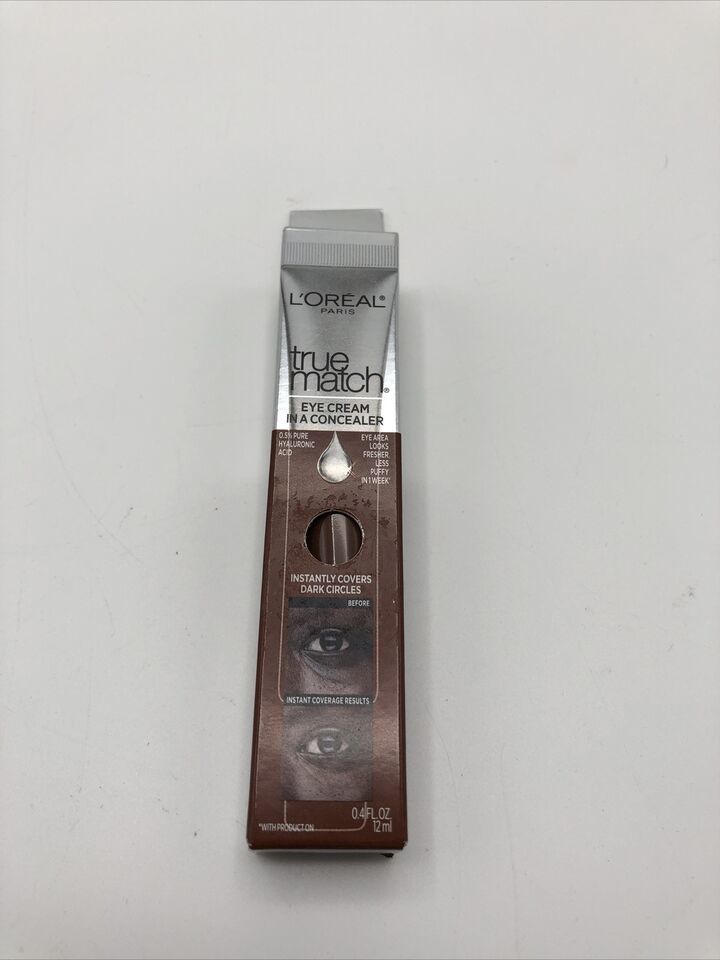 L'ORÉAL®
PARIS
true
match®
EYE CREAM
IN A CONCEALER
0.5% PURE
HYALURONIC
ACID
EYE AREA
LOOKS
FRESHER,
LESS
PUFFY
IN 1 WEEK*
INSTANTLY COVERS
DARK CIRCLES
BEFORE
INSTANT COVERAGE RESULTS
0.4 FL.OZ.
12 ml
*WITH PRODUCT ON